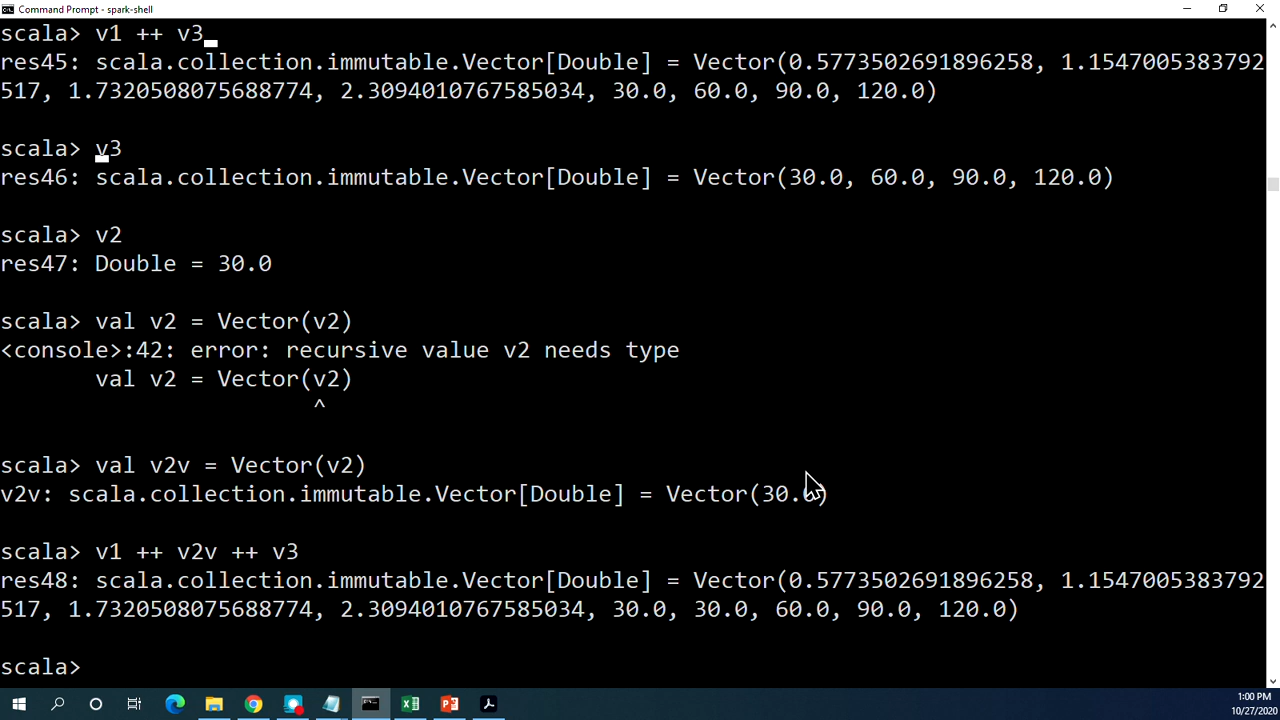 Command Prompt - spark-shell
scala> v1 ++ v3
res45: scala.collection.immutable.Vector[Double] = Vector(0.5773502691896258, 1.1547005383792
517, 1.7320508075688774, 2.3094010767585034, 30.0, 60.0, 90.0, 120.0)
scala> v3
res46: scala.collection.immutable.Vector[Double] = Vector(30.0, 60.0, 90.0, 120.0)
scala> v2
res47: Double = 30.0
scala> val v2 = Vector(v2)
<console>:42: error: recursive value v2 needs type
val v2 = Vector(v2)
^
scala> val v2v = Vector(v2)
v2v: scala.collection.immutable.Vector[Double] = Vector(30.0)
scala> v1 ++ v2v ++ v3
res48: scala.collection.immutable.Vector[Double] = Vector(0.5773502691896258, 1.1547005383792
517, 1.7320508075688774, 2.3094010767585034, 30.0, 30.0, 60.0, 90.0, 120.0)
scala>
1:00 PM
10/27/2020